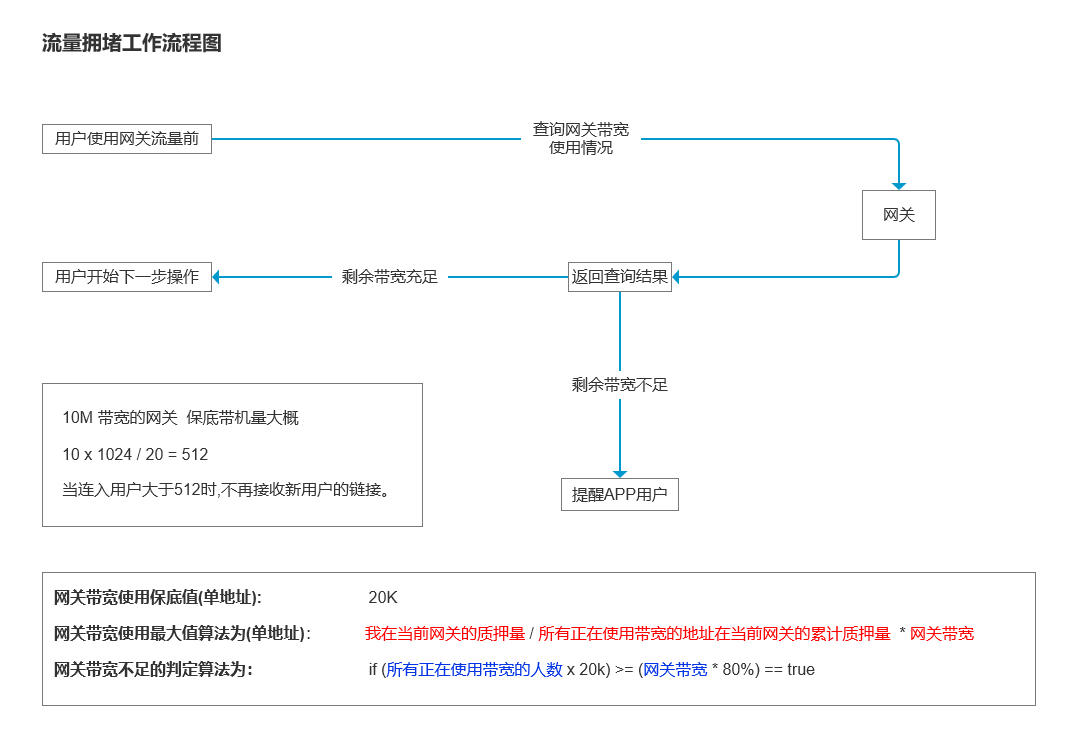 流量拥堵工作流程图
用户使用网关流量前
查询网关带宽
使用情况
网关
用户开始下一步操作
剩余带宽充足
返回查询结果
剩余带宽不足
提醒APP用户
10M 带宽的网关 保底带机量大概
10 x 1024 / 20 = 512
当连入用户大于512时,不再接收新用户的链接。
网关带宽使用保底值(单地址): 20K
网关带宽使用最大值算法为(单地址): 我在当前网关的质押量 / 所有正在使用带宽的地址在当前网关的累计质押量 * 网关带宽
网关带宽不足的判定算法为: if (所有正在使用带宽的人数 x 20k) >= (网关带宽 * 80%) == true